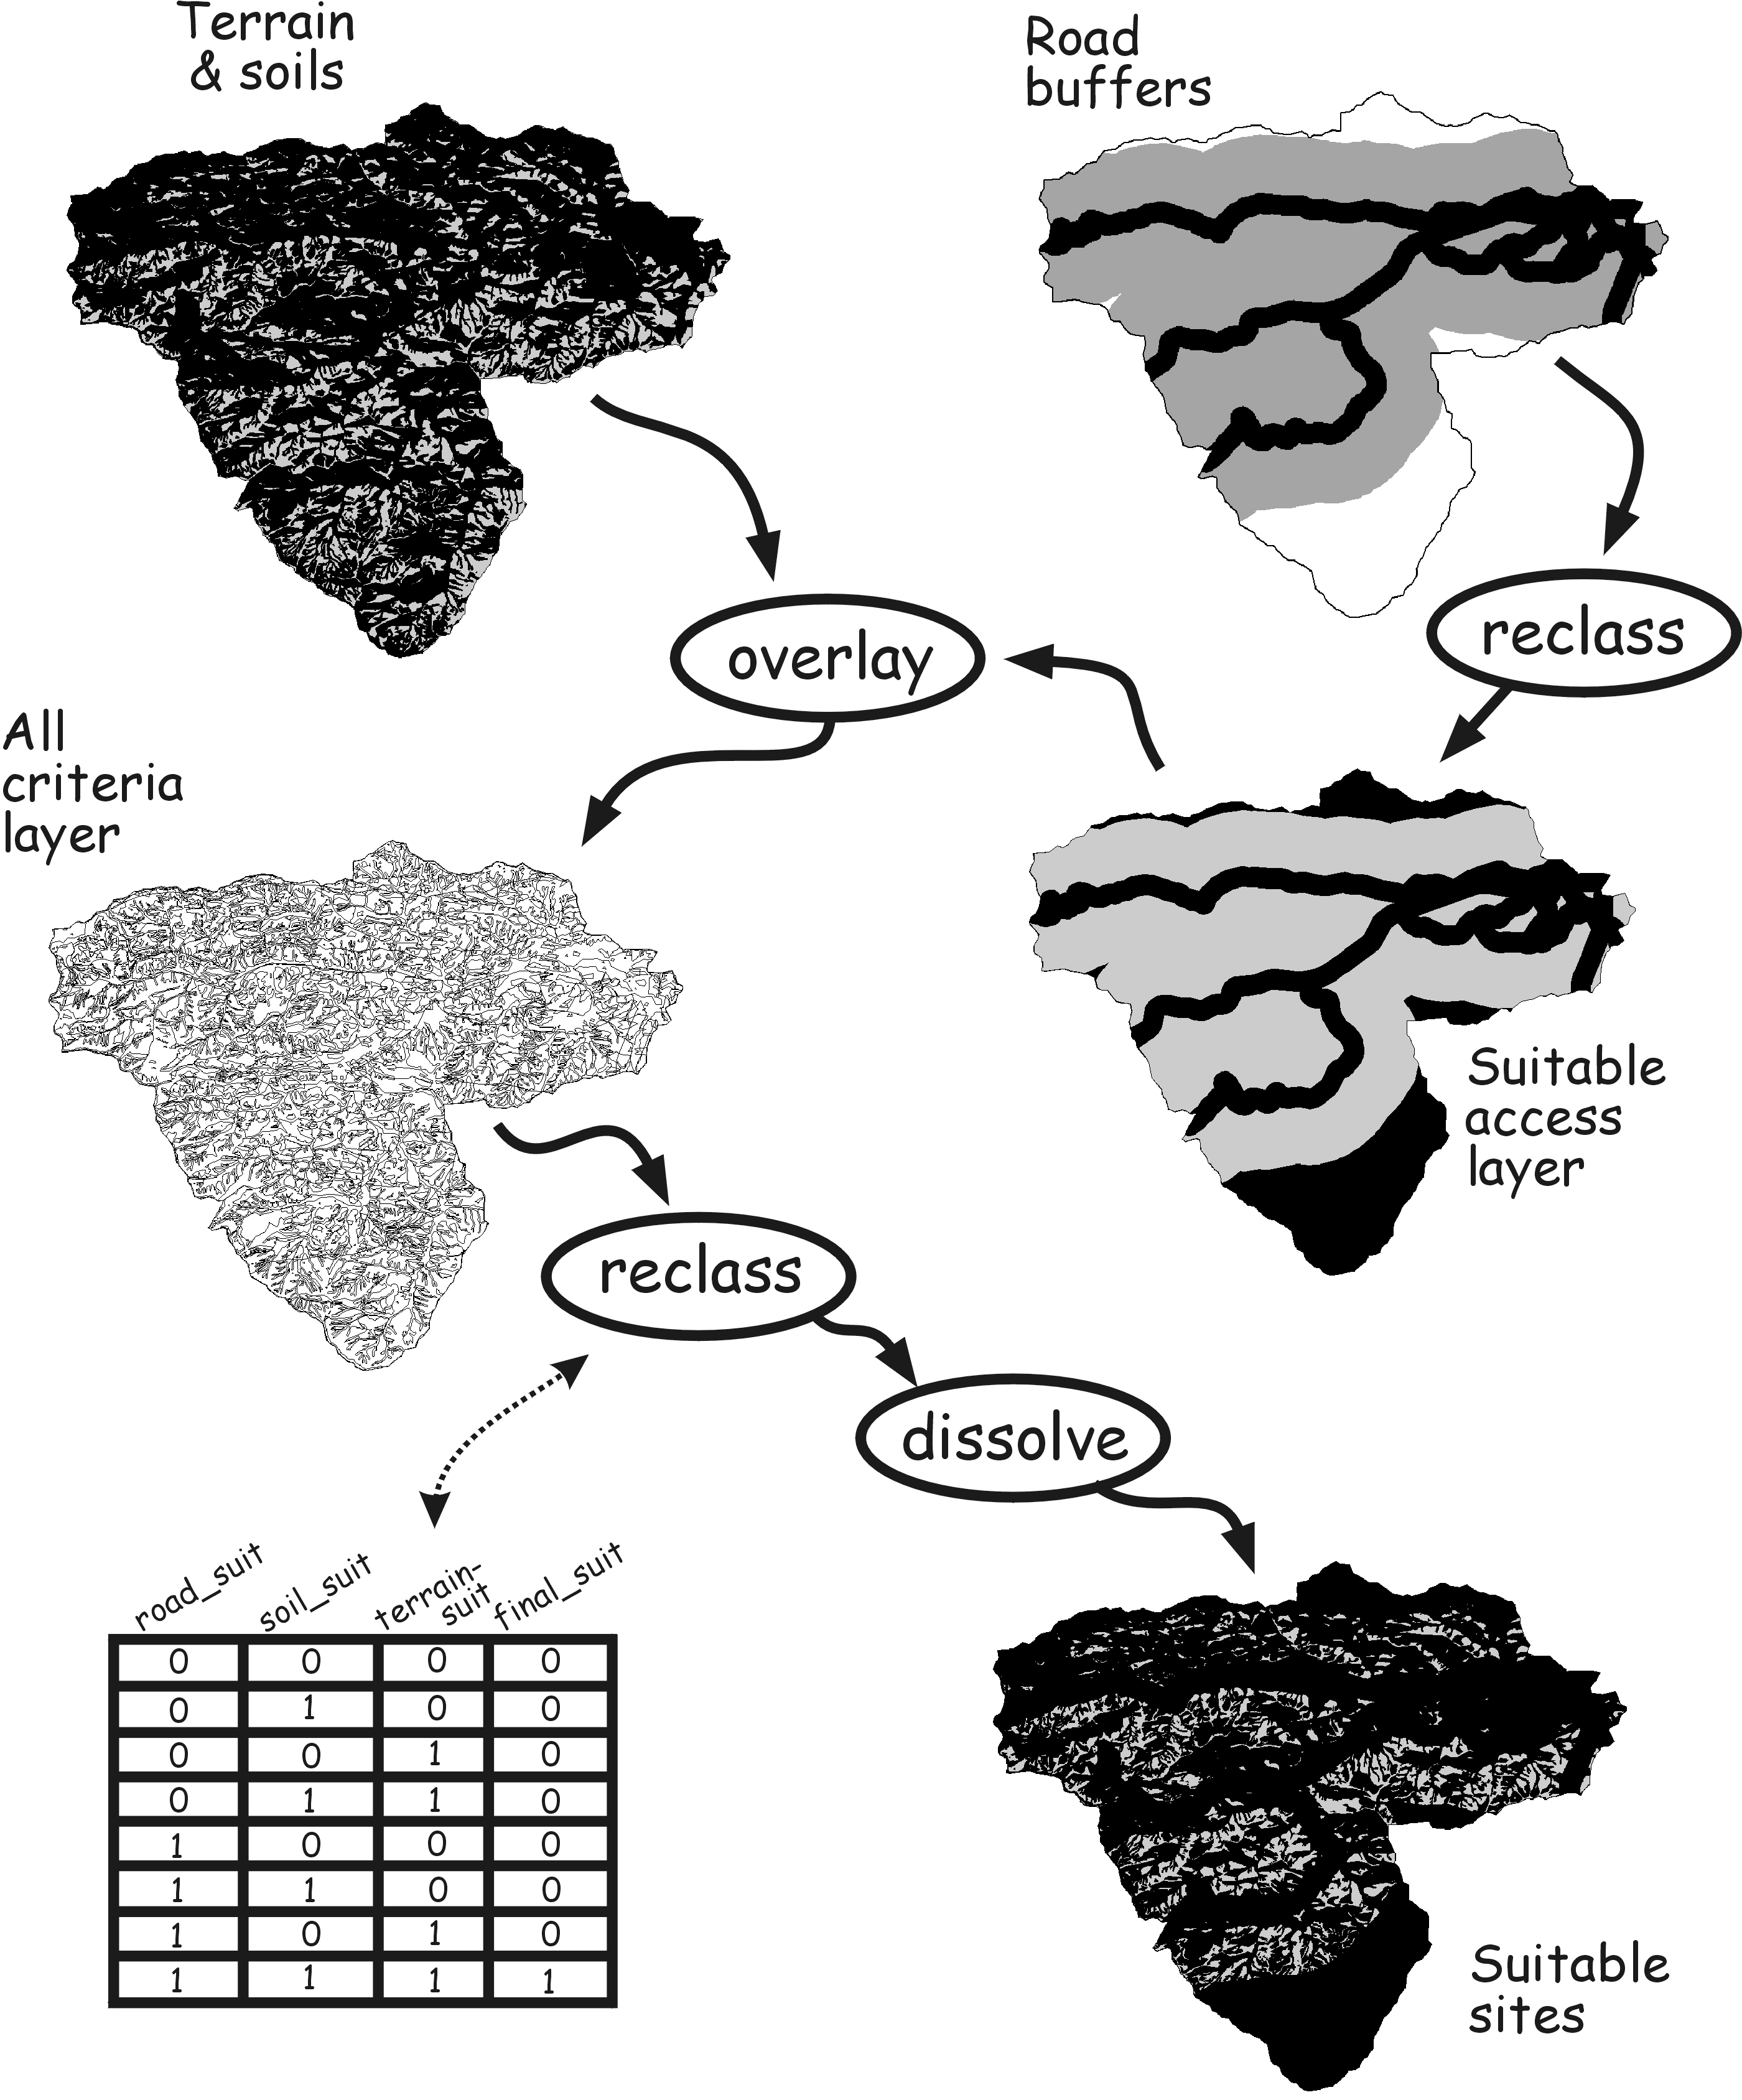 Terrain
& soils
Road
buffers
overlay
reclass
All
criteria
layer
Suitable
access
layer
reclass
dissolve
road_suit soil_suit terrain-
suit final_suit
0 0 0 0
0 1 0 0
0 0 1 0
0 1 1 0
1 0 0 0
1 1 0 0
1 0 1 0
1 1 1 1
Suitable
sites